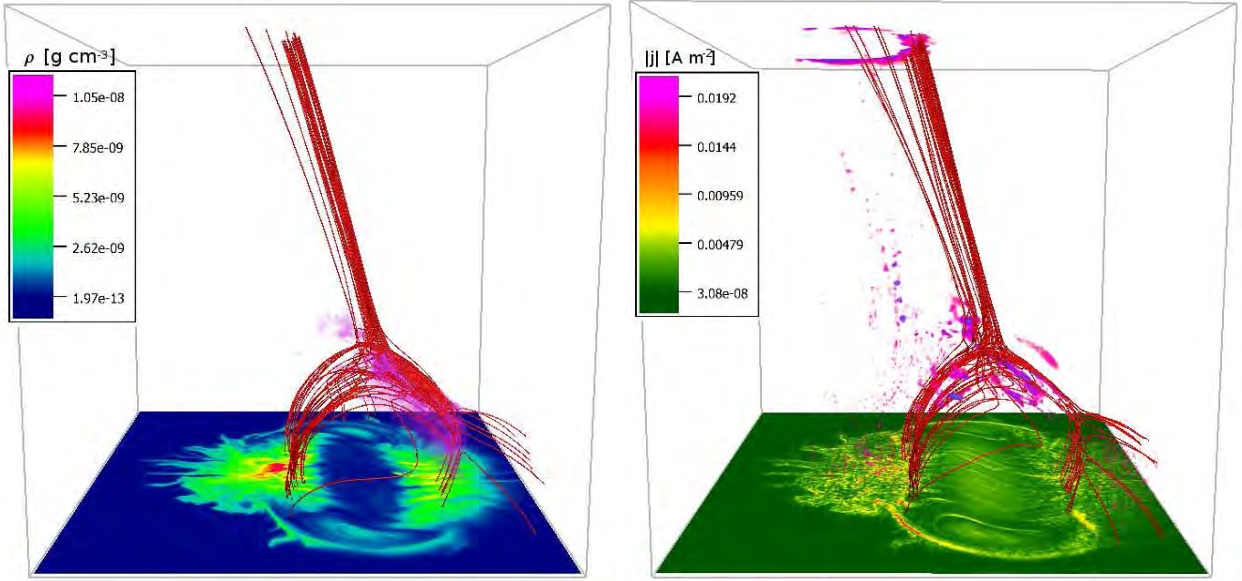 ρ [g cm-3]
1.05e-08
7.85e-09
5.23e-09
2.62e-09
1.97e-13
|j| [A m-2]
0.0192
0.0144
0.00959
0.00479
3.08e-08